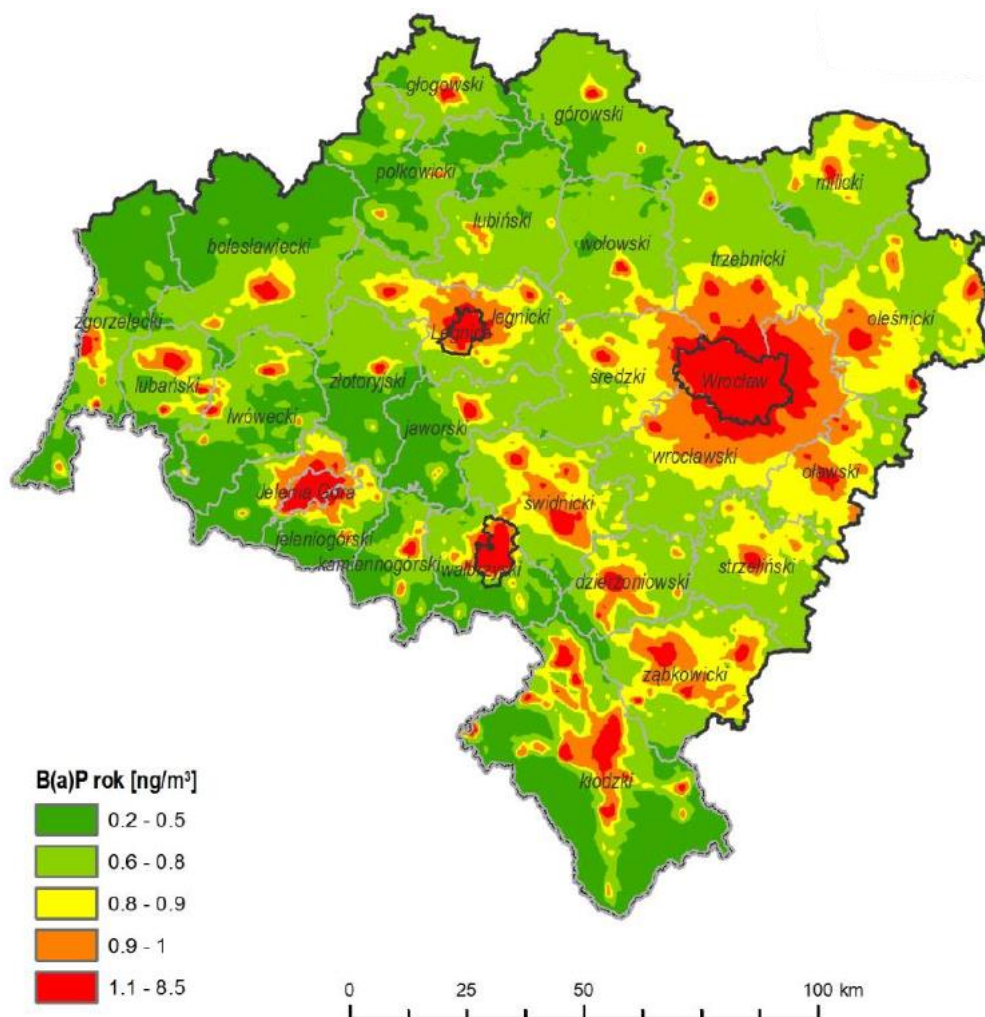 głogowski
górowski
milicki
polkowicki
lubiński
bolesławiecki
wołowski
trzebnicki
zgorzelecki
Legnica
legnicki
oleśnicki
lubański
złotoryjski
średzki
Wrocław
lwówecki
jaworski
wrocławski
oławski
Jelenia Góra
świdnicki
jeleniogórski
kamiennogórski
wałbrzyski
dzierżoniowski
strzeliński
ząbkowicki
kłodzki
B(a)P rok [ng/m³]
0.2 - 0.5
0.6 - 0.8
0.8 - 0.9
0.9 - 1
1.1 - 8.5
0 25 50 100 km